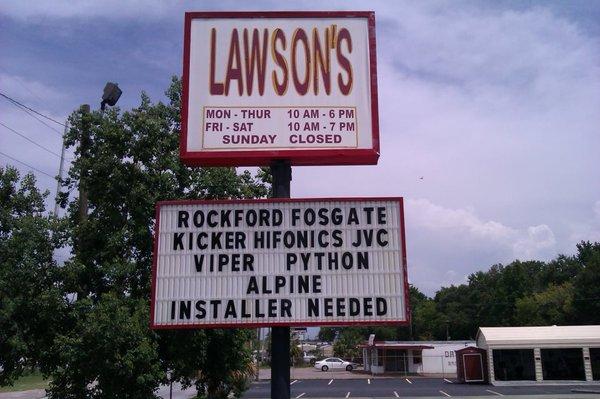 LAWSON'S
MON - THUR 10 AM - 6 PM
FRI - SAT 10 AM - 7 PM
SUNDAY CLOSED
ROCKFORD FOSGATE
KICKER HIFONICS JVC
VIPER PYTHON
ALPINE
INSTALLER NEEDED